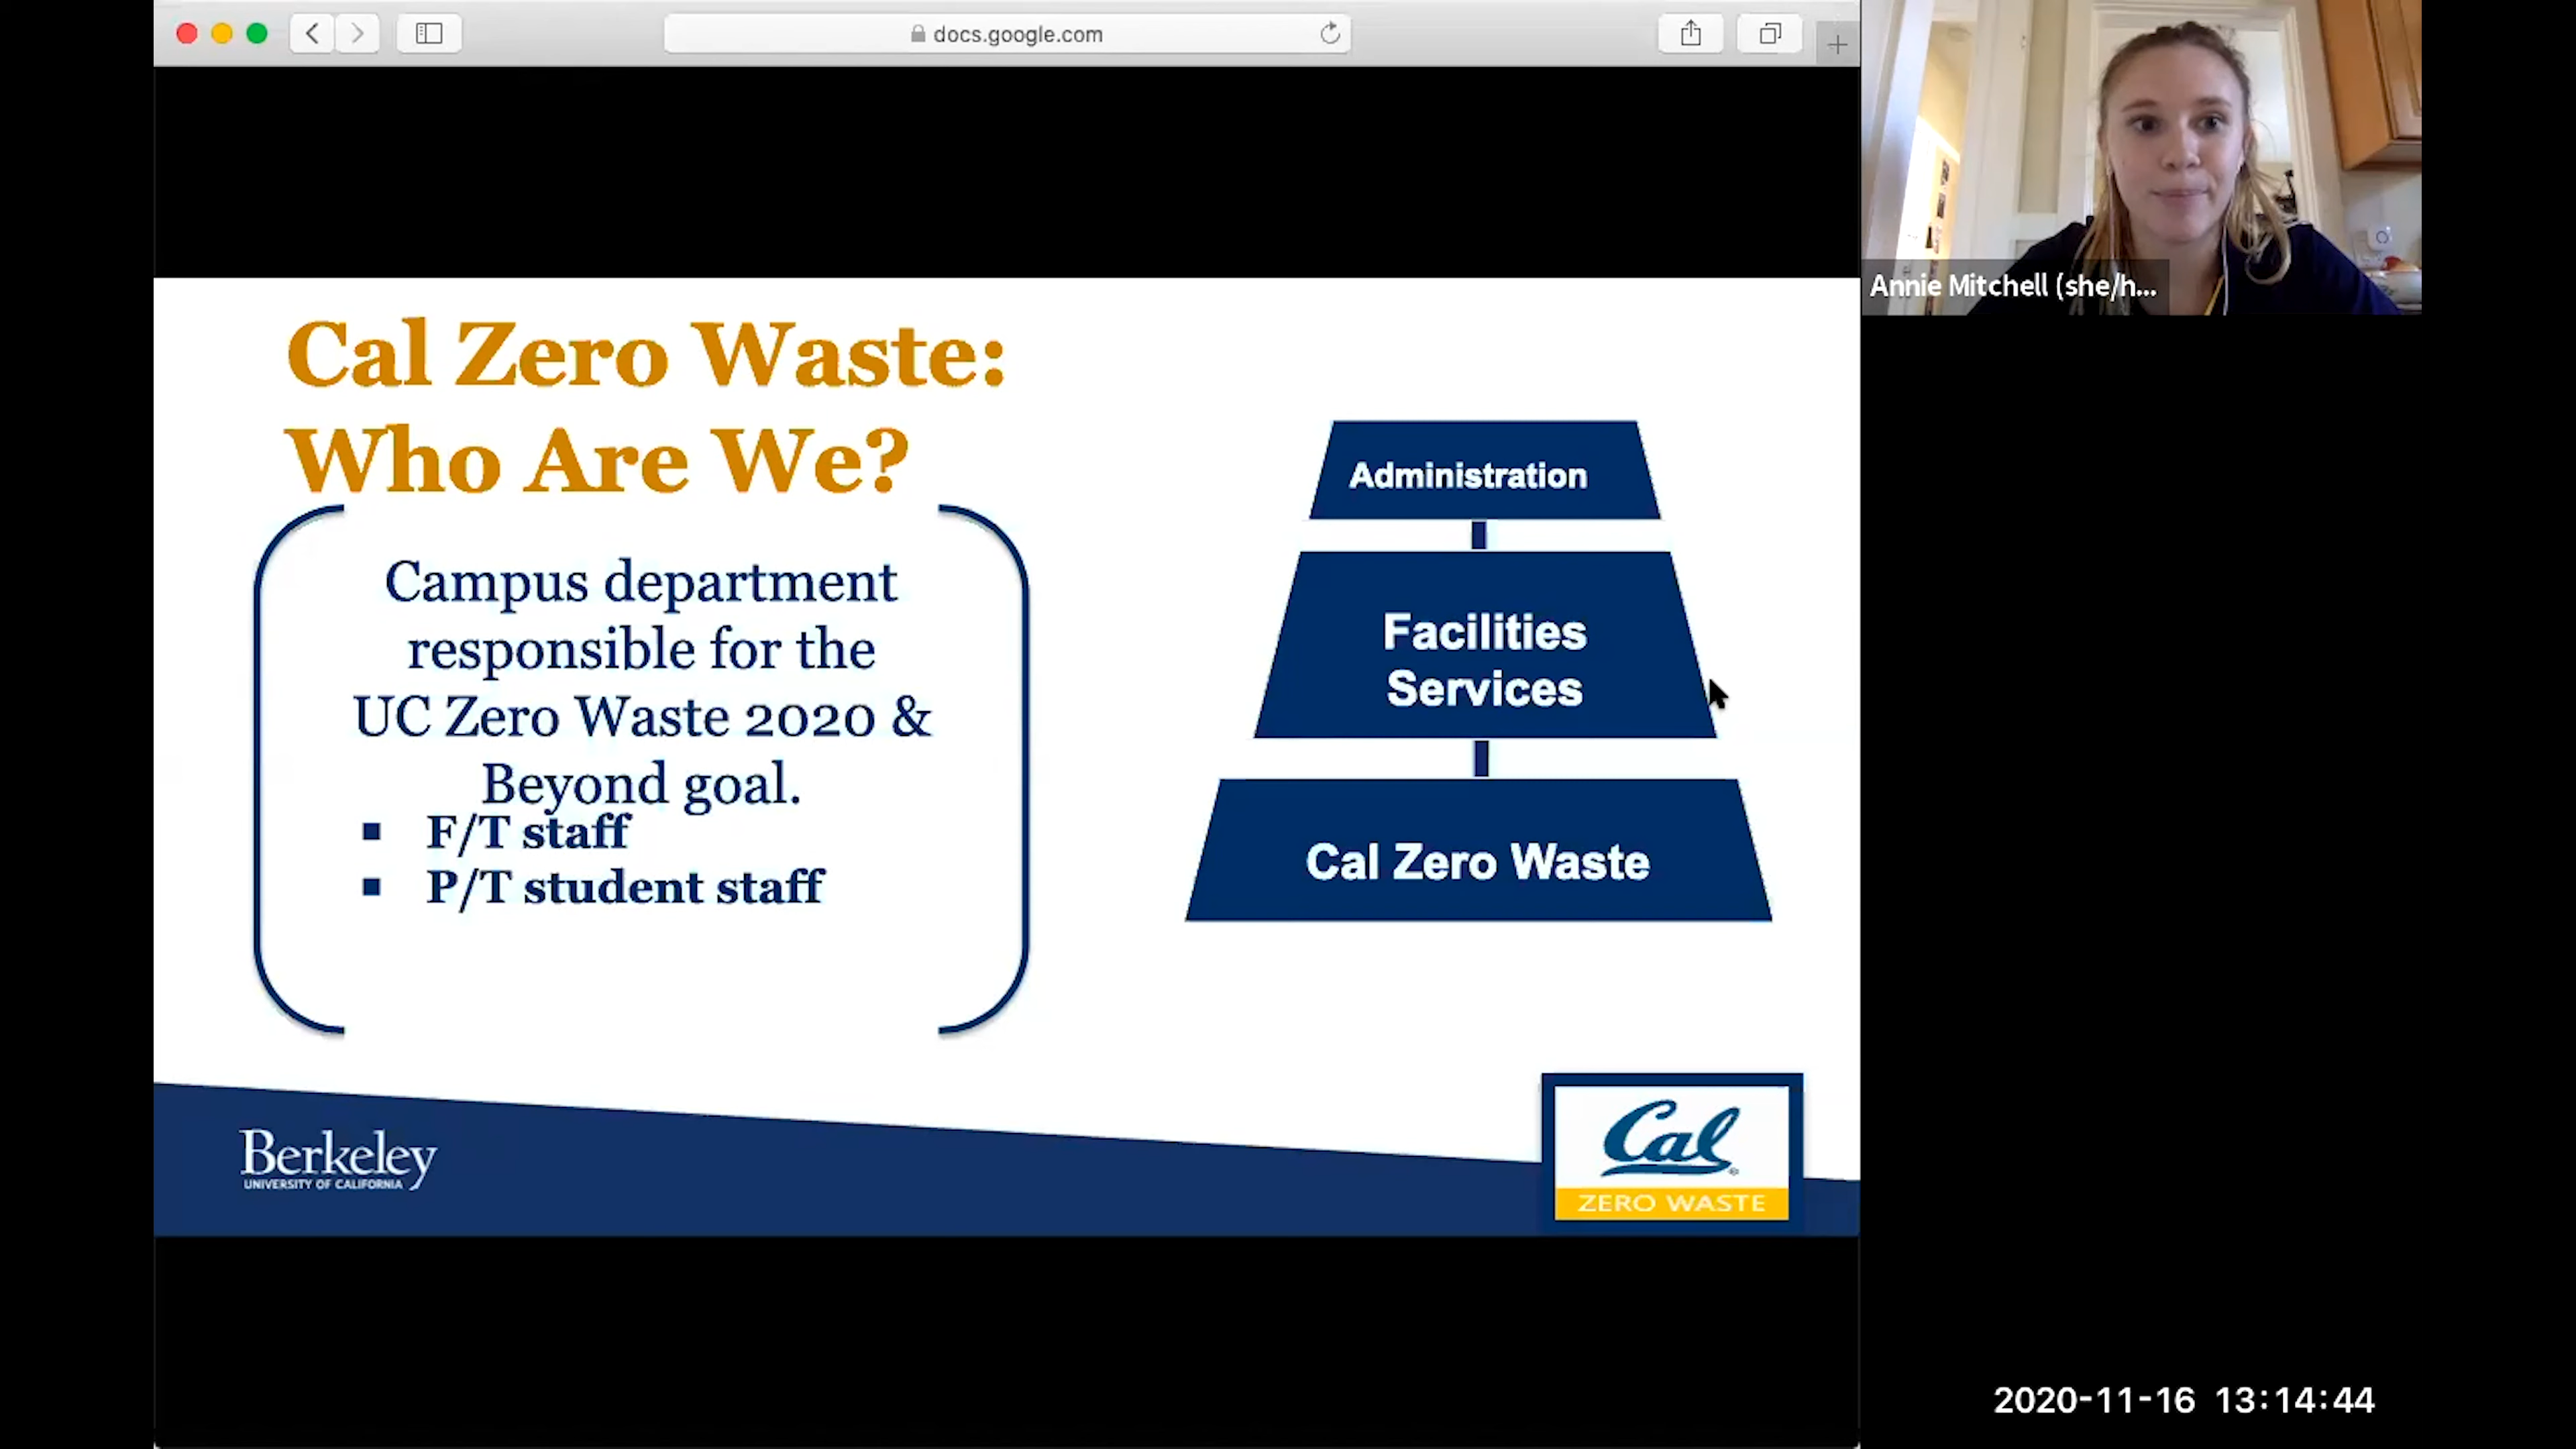 docs.google.com
Annie Mitchell (she/h...
Cal Zero Waste:
Who Are We?
Campus department
responsible for the
UC Zero Waste 2020 &
Beyond goal.
▪ F/T staff
▪ P/T student staff
Administration
Facilities
Services
Cal Zero Waste
Berkeley
UNIVERSITY OF CALIFORNIA
Cal
ZERO WASTE
2020-11-16 13:14:44